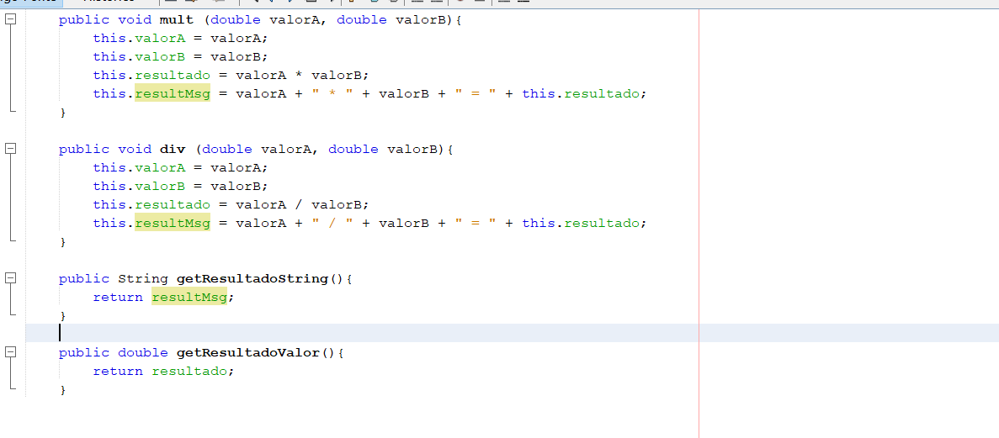 public void mult (double valorA, double valorB){
this.valorA = valorA;
this.valorB = valorB;
this.resultado = valorA * valorB;
this.resultMsg = valorA + " * " + valorB + " = " + this.resultado;
}
public void div (double valorA, double valorB){
this.valorA = valorA;
this.valorB = valorB;
this.resultado = valorA / valorB;
this.resultMsg = valorA + " / " + valorB + " = " + this.resultado;
}
public String getResultadoString(){
return resultMsg;
}
public double getResultadoValor(){
return resultado;
}